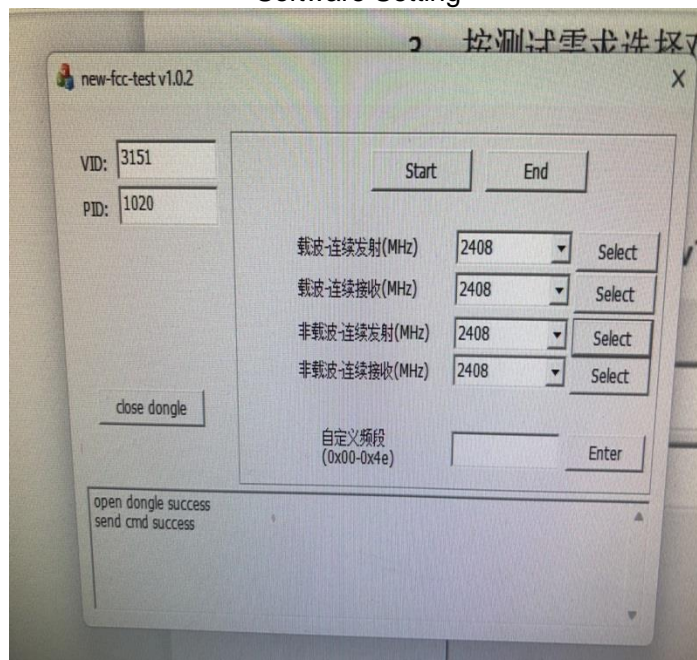 Software Setting
2 按测试需求选择对
new-fcc-test v1.0.2 X
VID: 3151
PID: 1020
Start End
载波-连续发射(MHz) 2408 Select
载波-连续接收(MHz) 2408 Select
非载波-连续发射(MHz) 2408 Select
非载波-连续接收(MHz) 2408 Select
close dongle
自定义频段
(0x00-0x4e) Enter
open dongle success
send cmd success